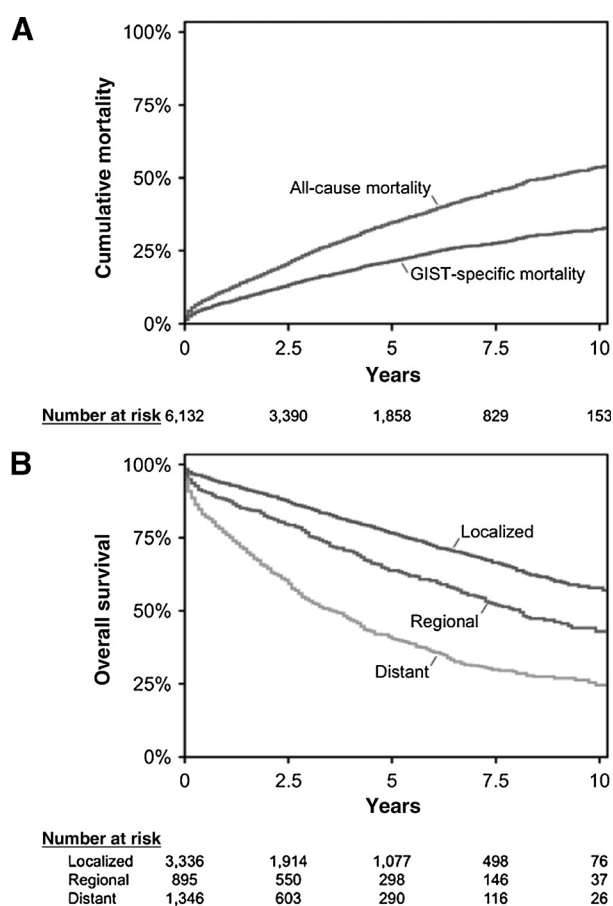 A
100%
75%
50%
25%
0%
Cumulative mortality
All-cause mortality
GIST-specific mortality
0 2.5 5 7.5 10
Years
Number at risk 6,132 3,390 1,858 829 153
B
100%
75%
50%
25%
0%
Overall survival
Localized
Regional
Distant
0 2.5 5 7.5 10
Years
Number at risk
Localized 3,336 1,914 1,077 498 76
Regional 895 550 298 146 37
Distant 1,346 603 290 116 26